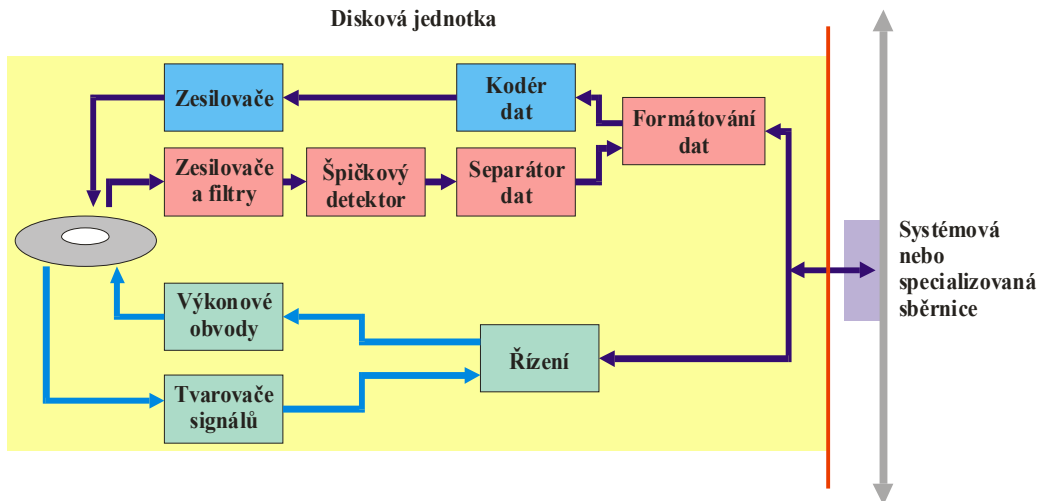 Disková jednotka
Zesilovače
Kodér
dat
Formátování
dat
Zesilovače
a filtry
Špičkový
detektor
Separátor
dat
Systémová
nebo
specializovaná
sběrnice
Výkonové
obvody
Řízení
Tvarovače
signálů